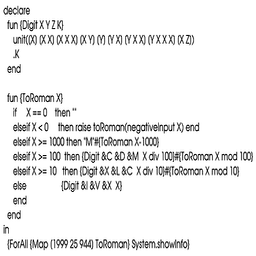 declare
fun {Digit X Y Z K}
unit((X) (X X) (X X X) (X Y) (Y) (Y X) (Y X X) (Y X X X) (X Z))
.K
end
fun {ToRoman X}
if X == 0 then ""
elseif X < 0 then raise toRoman(negativeInput X) end
elseif X >= 1000 then "M"#{ToRoman X-1000}
elseif X >= 100 then {Digit &C &D &M X div 100}#{ToRoman X mod 100}
elseif X >= 10 then {Digit &X &L &C X div 10}#{ToRoman X mod 10}
else {Digit &I &V &X X}
end
end
in
{ForAll {Map (1999 25 944) ToRoman} System.showInfo}